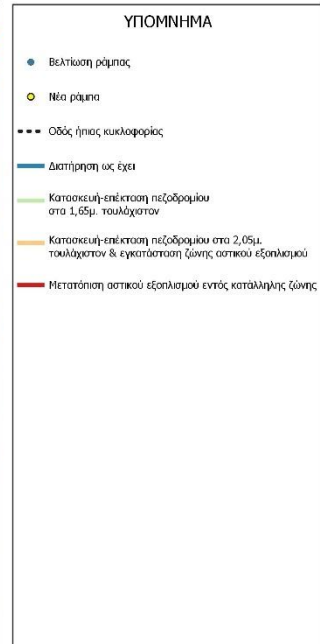 ΥΠΟΜΝΗΜΑ
Βελτίωση ράμπας
Νέα ράμπα
Οδός ήπιας κυκλοφορίας
Διατήρηση ως έχει
Κατασκευή-επέκταση πεζοδρομίου
στα 1,65μ. τουλάχιστον
Κατασκευή-επέκταση πεζοδρομίου στα 2,05μ.
τουλάχιστον & εγκατάσταση ζώνης αστικού εξοπλισμού
Μετατόπιση αστικού εξοπλισμού εντός κατάλληλης ζώνης